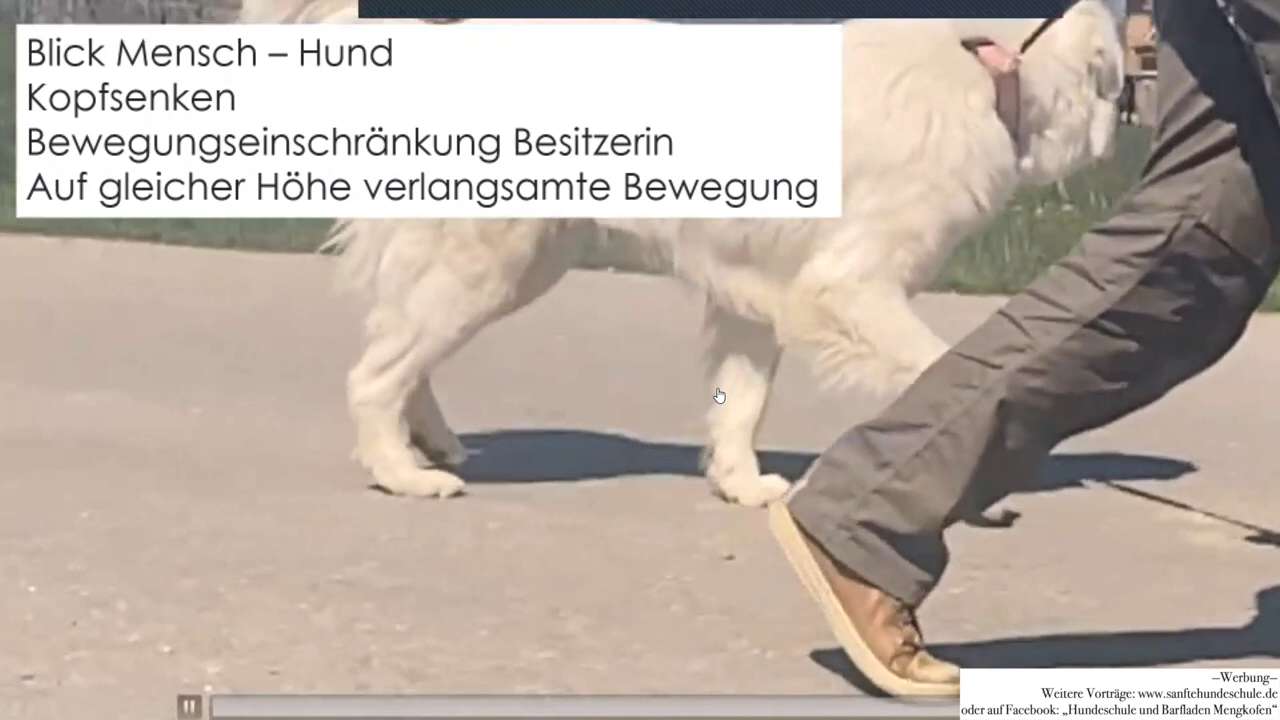 Blick Mensch – Hund
Kopfsenken
Bewegungseinschränkung Besitzerin
Auf gleicher Höhe verlangsamte Bewegung
–Werbung–
Weitere Vorträge: www.sanftehundeschule.de
oder auf Facebook: „Hundeschule und Barfladen Mengkofen“